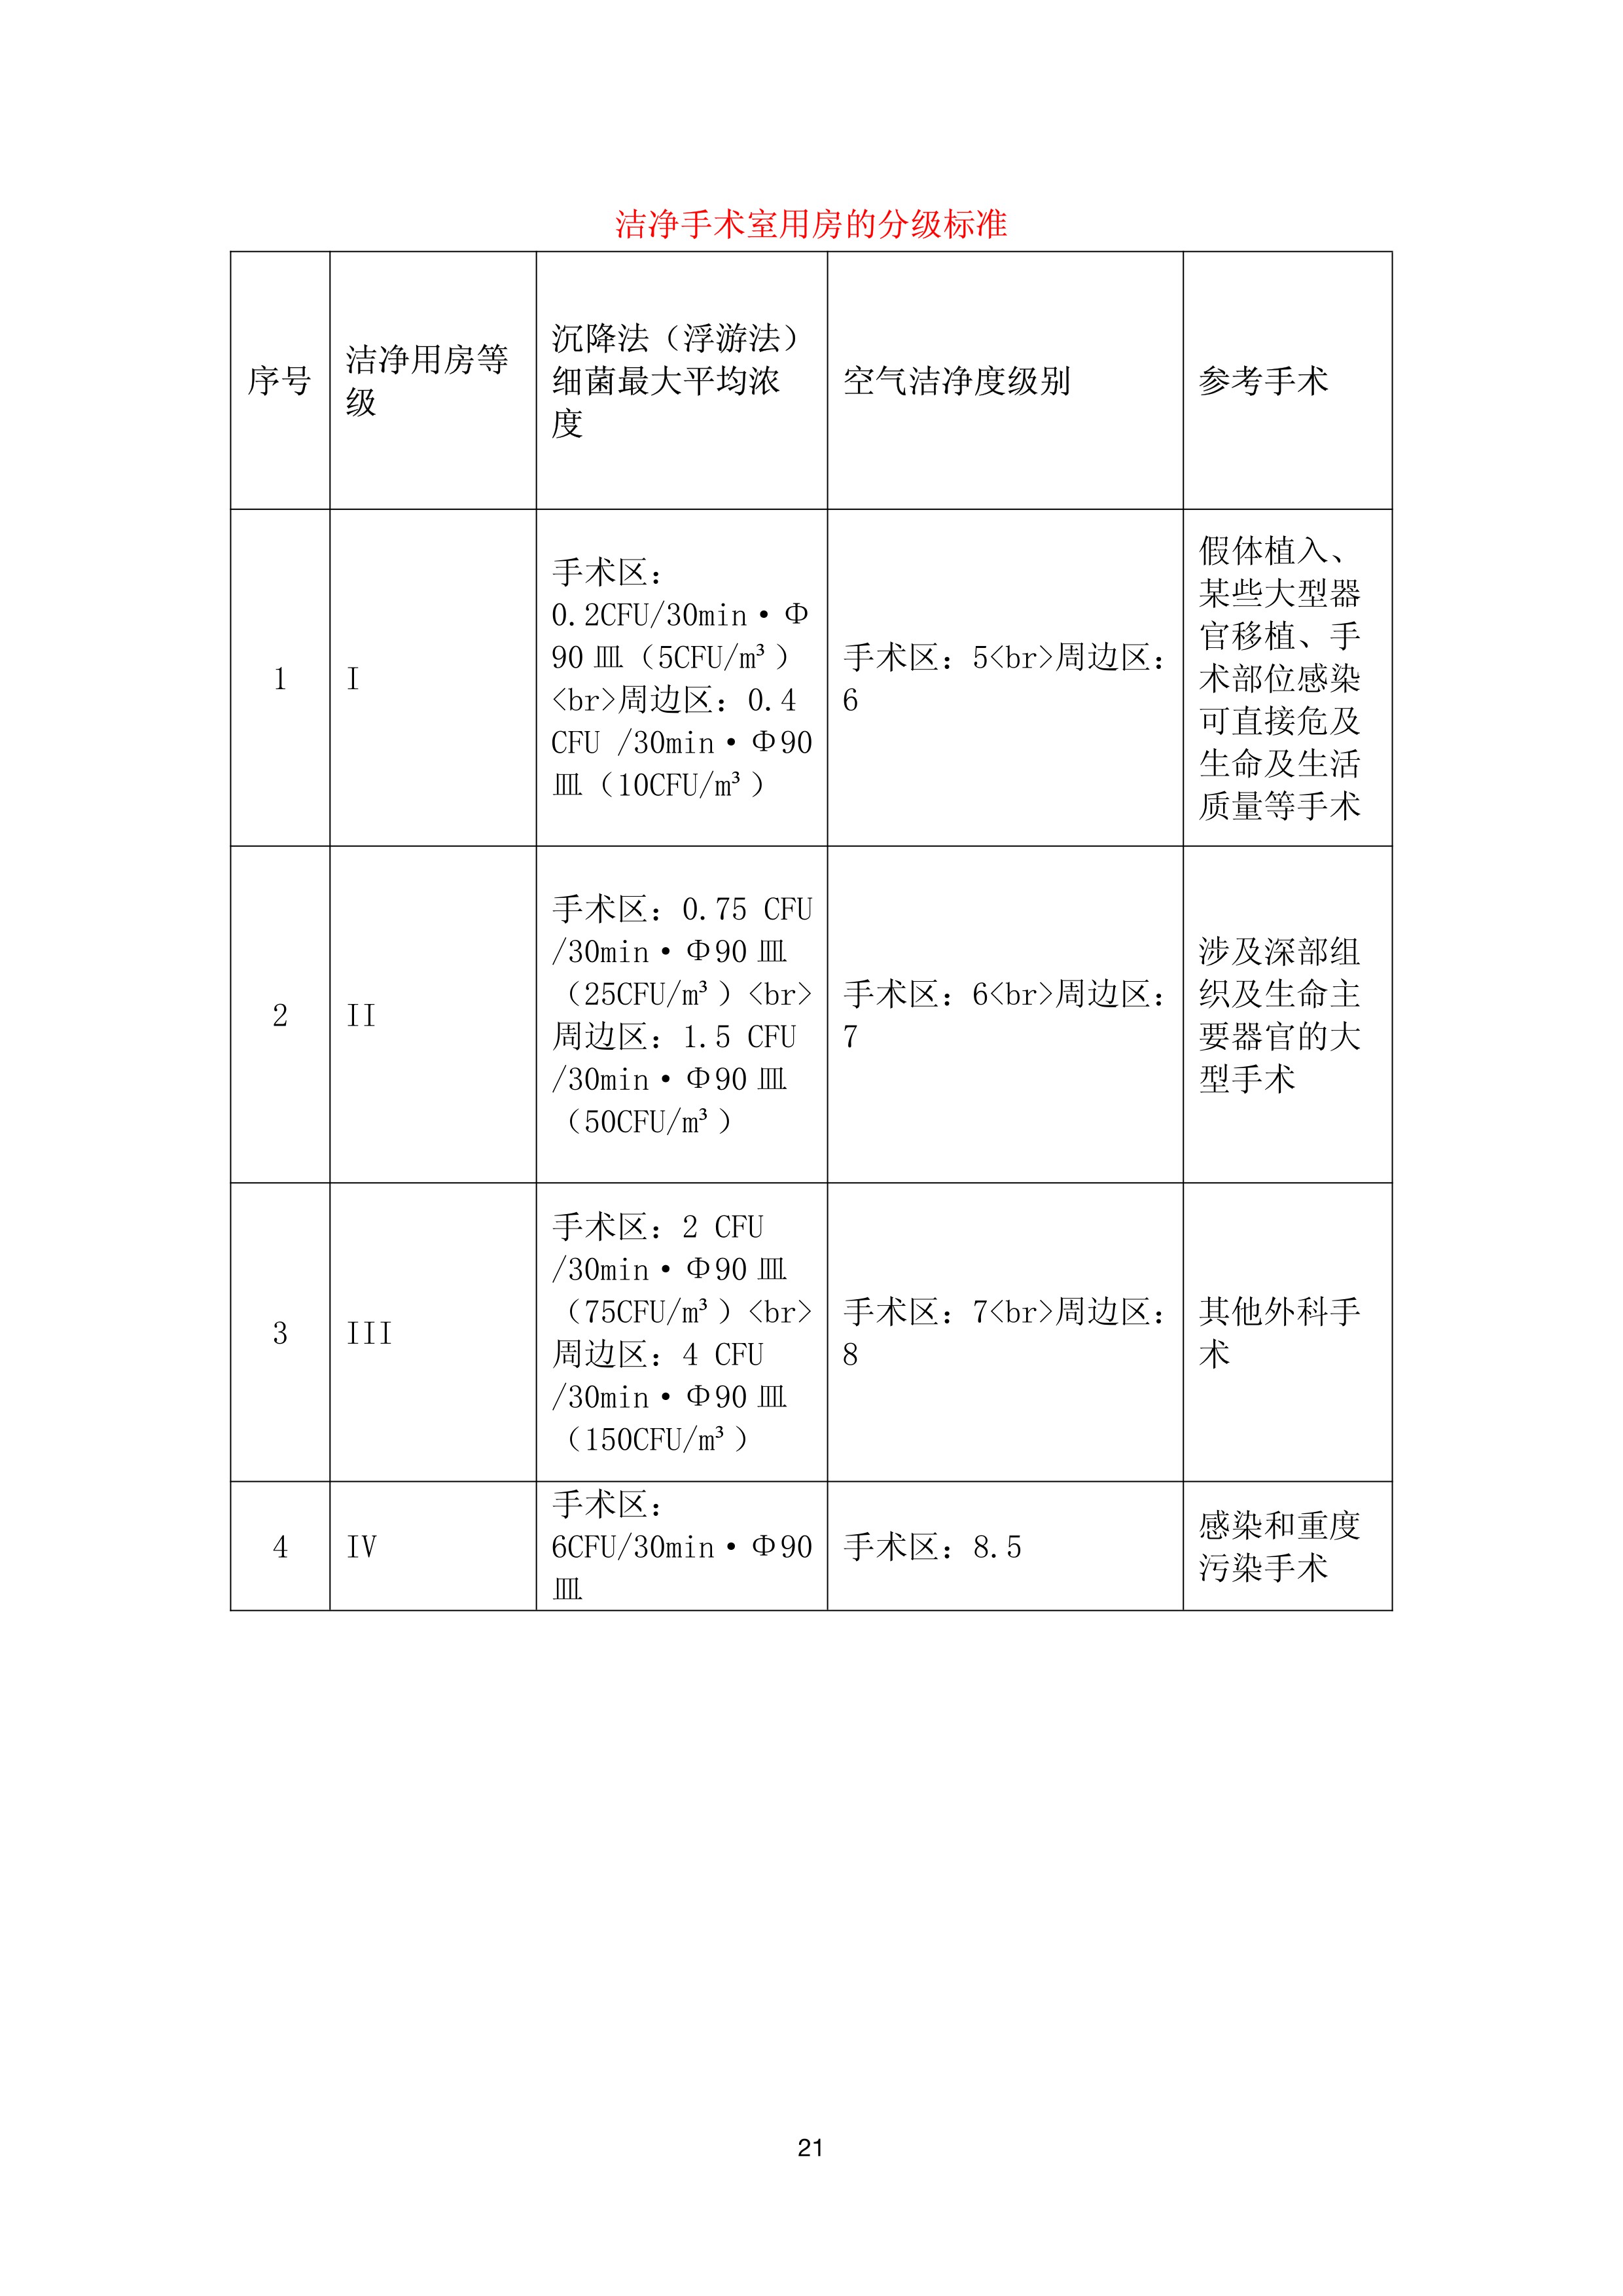 洁净手术室用房的分级标准
序号
洁净用房等
级
沉降法（浮游法）
细菌最大平均浓
度
空气洁净度级别
参考手术
1
I
手术区：
0.2CFU/30min·Φ
90 皿（5CFU/m³）
<br>周边区：0.4
CFU /30min·Φ90
皿（10CFU/m³）
手术区：5<br>周边区：
6
假体植入、
某些大型器
官移植、手
术部位感染
可直接危及
生命及生活
质量等手术
2
II
手术区：0.75 CFU
/30min·Φ90 皿
（25CFU/m³）<br>
周边区：1.5 CFU
/30min·Φ90 皿
（50CFU/m³）
手术区：6<br>周边区：
7
涉及深部组
织及生命主
要器官的大
型手术
3
III
手术区：2 CFU
/30min·Φ90 皿
（75CFU/m³）<br>
周边区：4 CFU
/30min·Φ90 皿
（150CFU/m³）
手术区：7<br>周边区：
8
其他外科手
术
4
IV
手术区：
6CFU/30min·Φ90
皿
手术区：8.5
感染和重度
污染手术
21